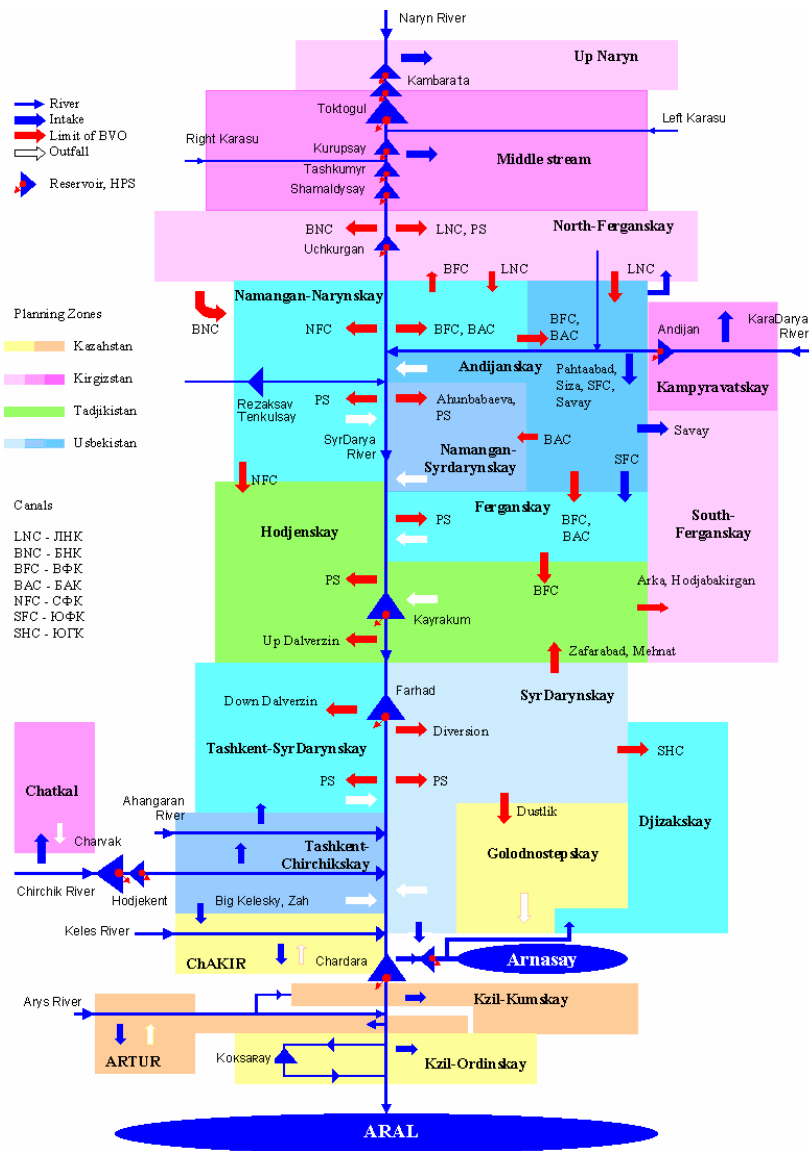 Naryn River
Up Naryn
Kambarata
River
Intake
Limit of BVO
Outfall
Reservoir, HPS
Toktogul
Right Karasu
Left Karasu
Kurupsay
Tashkumyr
Shamaldysay
Middle stream
BNC
LNC, PS
North-Ferganskay
Uchkurgan
BFC
LNC
LNC
Namangan-Narynskay
BNC
NFC
BFC, BAC
BFC,
BAC
Andijan
KaraDarya
River
Planning Zones
Kazahstan
Kirgizstan
Tadjikistan
Usbekistan
Andijanskay
Pahtaabad,
Siza, SFC,
Savay
Kampyravatskay
Rezaksav
Tenkulsay
PS
Ahunbabaeva,
PS
SyrDarya
River
Namangan-
Syrdarynskay
BAC
Savay
SFC
NFC
Canals
LNC - ЛНК
BNC - БНК
BFC - ВФК
BAC - БАК
NFC - СФК
SFC - ЮФК
SHC - ЮГК
Hodjenskay
Ferganskay
PS
BFC,
BAC
South-
Ferganskay
PS
BFC
Arka, Hodjabakirgan
Kayrakum
Up Dalverzin
Zafarabad, Mehnat
Farhad
SyrDarynskay
Down Dalverzin
Diversion
Tashkent-SyrDarynskay
SHC
PS
PS
Chatkal
Ahangaran
River
Dustlik
Djizakskay
Charvak
Tashkent-
Chirchikskay
Golodnostepskay
Chirchik River
Hodjekent
Big Kelesky, Zah
Keles River
ChAKIR
Chardara
Arnasay
Arys River
Kzil-Kumskay
ARTUR
Koksaray
Kzil-Ordinskay
ARAL